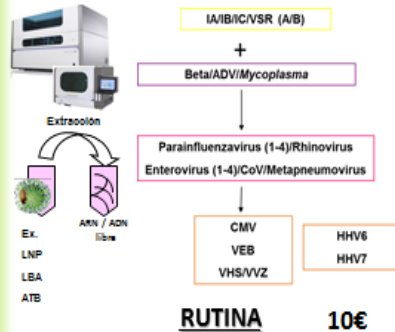 IA/IB/IC/VSR (A/B)
+
Beta/ADV/Mycoplasma
Extracción
Parainfluenzavirus (1-4)/Rhinovirus
Enterovirus (1-4)/CoV/Metapneumovirus
ARN / ADN
libre
Ex.
LNP
LBA
ATB
CMV
VEB
VHS/VVZ
HHV6
HHV7
RUTINA
10€